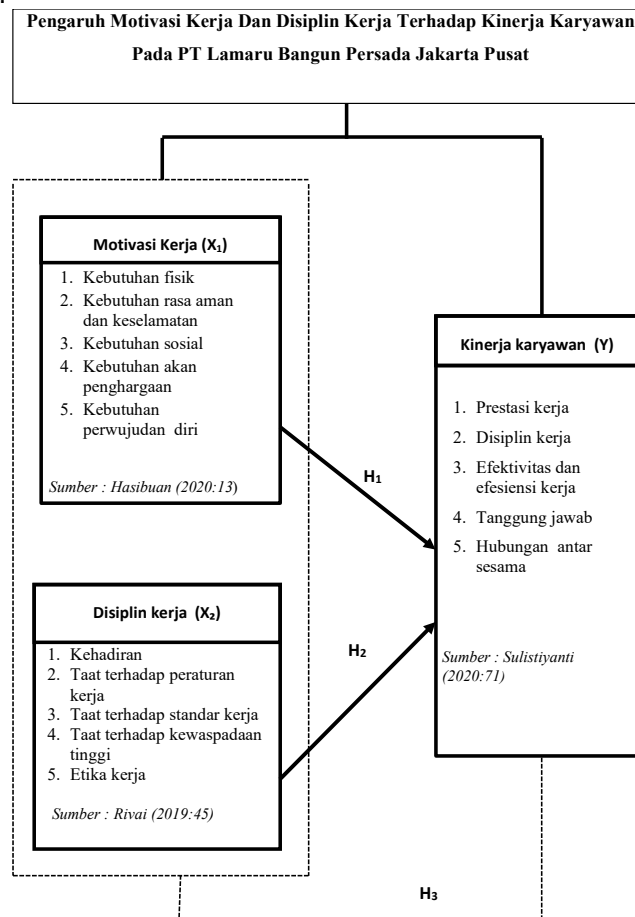 Pengaruh Motivasi Kerja Dan Disiplin Kerja Terhadap Kinerja Karyawan
Pada PT Lamaru Bangun Persada Jakarta Pusat
Motivasi Kerja (X₁)
1. Kebutuhan fisik
2. Kebutuhan rasa aman
dan keselamatan
3. Kebutuhan sosial
4. Kebutuhan akan
penghargaan
5. Kebutuhan
perwujudan diri
Sumber : Hasibuan (2020:13)
H₁
Kinerja karyawan (Y)
1. Prestasi kerja
2. Disiplin kerja
3. Efektivitas dan
efesiensi kerja
4. Tanggung jawab
5. Hubungan antar
sesama
Sumber : Sulistiyanti
(2020:71)
Disiplin kerja (X₂)
1. Kehadiran
2. Taat terhadap peraturan
kerja
3. Taat terhadap standar kerja
4. Taat terhadap kewaspadaan
tinggi
5. Etika kerja
Sumber : Rivai (2019:45)
H₂
H₃